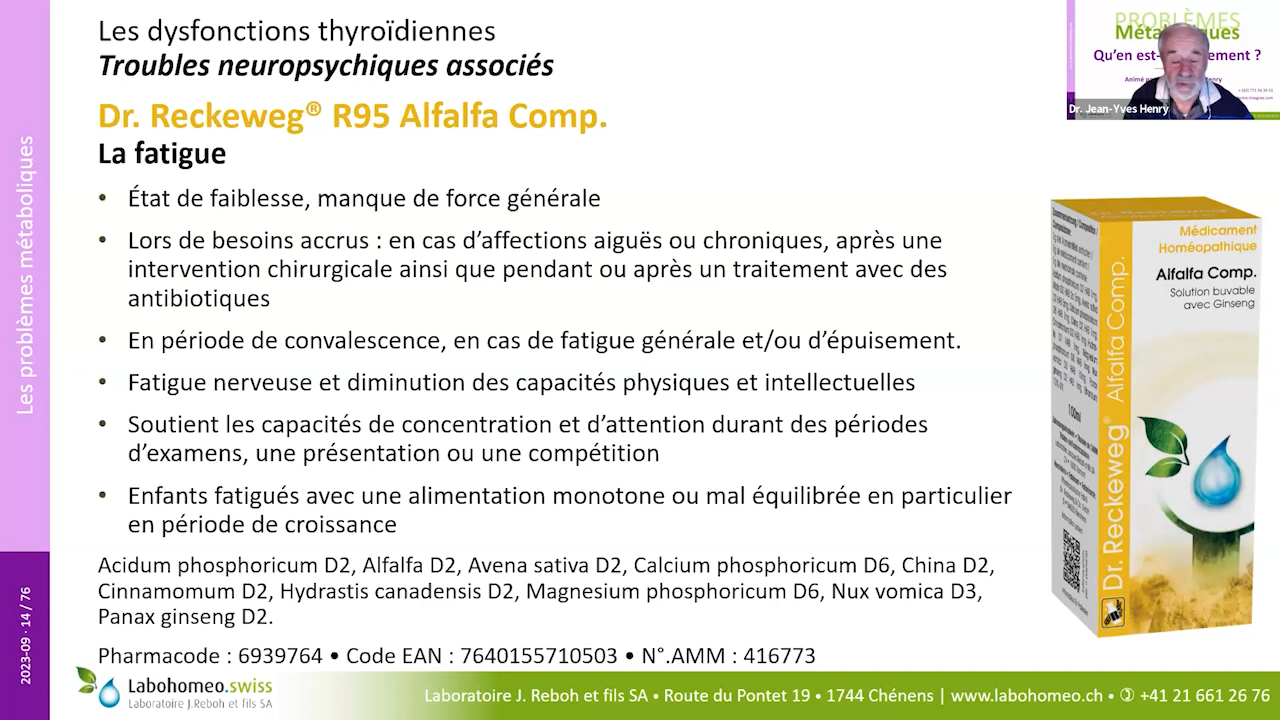 Les dysfonctions thyroïdiennes
Troubles neuropsychiques associés
Dr. Reckeweg® R95 Alfalfa Comp.
La fatigue
• État de faiblesse, manque de force générale
• Lors de besoins accrus : en cas d’affections aiguës ou chroniques, après une
intervention chirurgicale ainsi que pendant ou après un traitement avec des
antibiotiques
• En période de convalescence, en cas de fatigue générale et/ou d’épuisement.
• Fatigue nerveuse et diminution des capacités physiques et intellectuelles
• Soutient les capacités de concentration et d’attention durant des périodes
d’examens, une présentation ou une compétition
• Enfants fatigués avec une alimentation monotone ou mal équilibrée en particulier
en période de croissance
Acidum phosphoricum D2, Alfalfa D2, Avena sativa D2, Calcium phosphoricum D6, China D2,
Cinnamomum D2, Hydrastis canadensis D2, Magnesium phosphoricum D6, Nux vomica D3,
Panax ginseng D2.
Pharmacode : 6939764 • Code EAN : 7640155710503 • N°.AMM : 416773
Les problèmes métaboliques
2023-09 · 14 / 76
Labohomeo.swiss
Laboratoire J.Reboh et fils SA
Laboratoire J. Reboh et fils SA • Route du Pontet 19 • 1744 Chénens | www.labohomeo.ch • ✆ +41 21 661 26 76
PROBLÈMES
Qu’en est-
?
Dr. Jean-Yves Henry
Médicament
Homéopathique
Alfalfa Comp.
Solution buvable
avec Ginseng
Dr. Reckeweg® Alfalfa Comp.
100ml